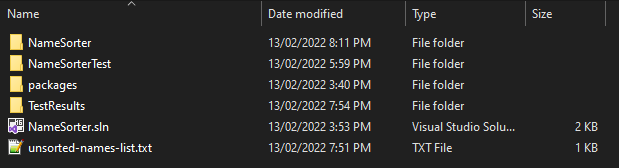 Name Date modified Type Size
NameSorter 13/02/2022 8:11 PM File folder
NameSorterTest 13/02/2022 5:59 PM File folder
packages 13/02/2022 3:40 PM File folder
TestResults 13/02/2022 7:54 PM File folder
NameSorter.sln 13/02/2022 3:53 PM Visual Studio Solu... 2 KB
unsorted-names-list.txt 13/02/2022 7:51 PM TXT File 1 KB